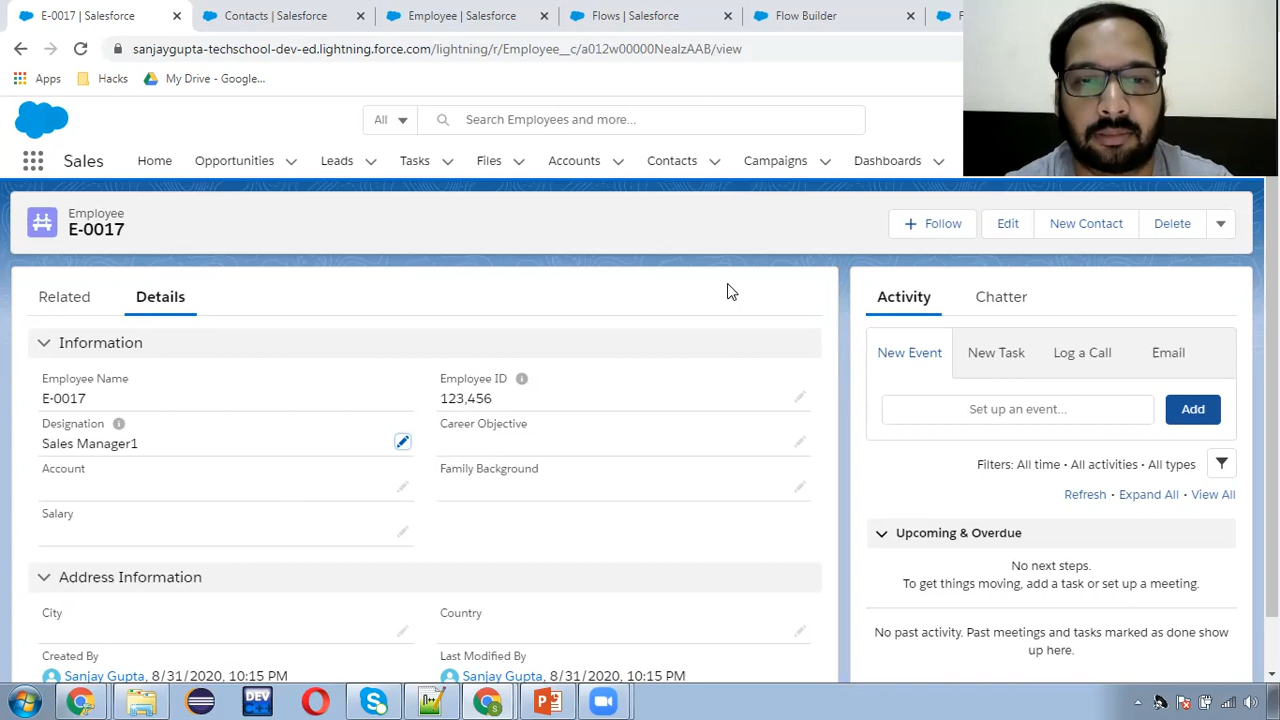 E-0017 | Salesforce
Contacts | Salesforce
Employee | Salesforce
Flows | Salesforce
Flow Builder
sanjaygupta-techschool-dev-ed.lightning.force.com/lightning/r/Employee__c/a012w00000NealzAAB/view
Apps
Hacks
My Drive - Google...
All
Search Employees and more...
Sales
Home
Opportunities
Leads
Tasks
Files
Accounts
Contacts
Campaigns
Dashboards
Employee
E-0017
+ Follow
Edit
New Contact
Delete
Related
Details
Information
Employee Name
E-0017
Employee ID
123,456
Designation
Sales Manager1
Career Objective
Account
Family Background
Salary
Address Information
City
Country
Created By
Sanjay Gupta, 8/31/2020, 10:15 PM
Last Modified By
Sanjay Gupta, 8/31/2020, 10:15 PM
Activity
Chatter
New Event
New Task
Log a Call
Email
Set up an event...
Add
Filters: All time • All activities • All types
Refresh • Expand All • View All
Upcoming & Overdue
No next steps.
To get things moving, add a task or set up a meeting.
No past activity. Past meetings and tasks marked as done show
up here.
DEV